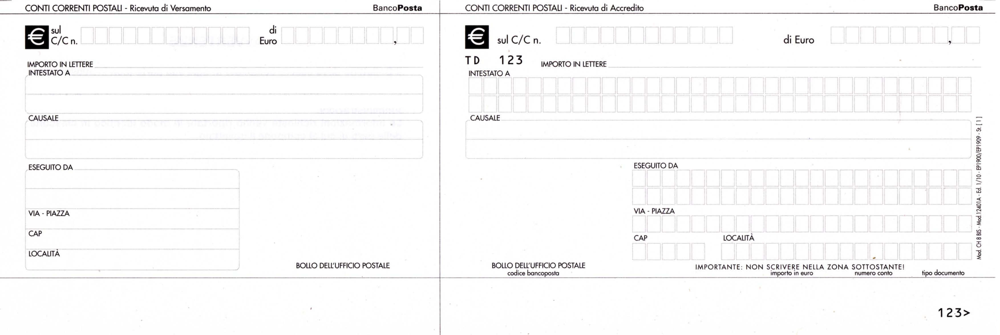 CONTI CORRENTI POSTALI - Ricevuta di Versamento BancoPosta
€ sul C/C n. di Euro ,
IMPORTO IN LETTERE
INTESTATO A
CAUSALE
ESEGUITO DA
VIA - PIAZZA
CAP
LOCALITÀ
BOLLO DELL'UFFICIO POSTALE
CONTI CORRENTI POSTALI - Ricevuta di Accredito BancoPosta
€ sul C/C n. di Euro ,
TD 123 IMPORTO IN LETTERE
INTESTATO A
CAUSALE
ESEGUITO DA
VIA - PIAZZA
CAP LOCALITÀ
BOLLO DELL'UFFICIO POSTALE
codice bancoposta
IMPORTANTE: NON SCRIVERE NELLA ZONA SOTTOSTANTE!
importo in euro numero conto tipo documento
Mod. CH 8 BIS - Mod.12401A - Ed. 1/10 - EP1900/EP1909 - St. [ 1 ]
123>